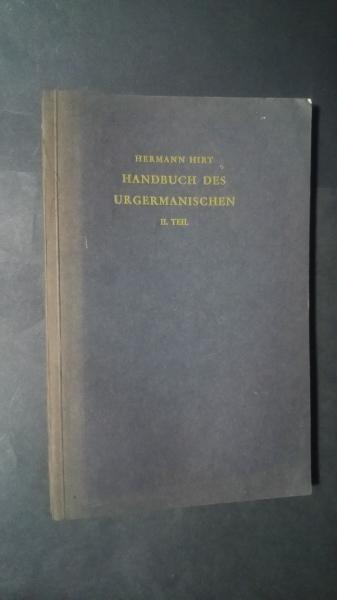 HERMANN HIRT
HANDBUCH DES
URGERMANISCHEN
II. TEIL